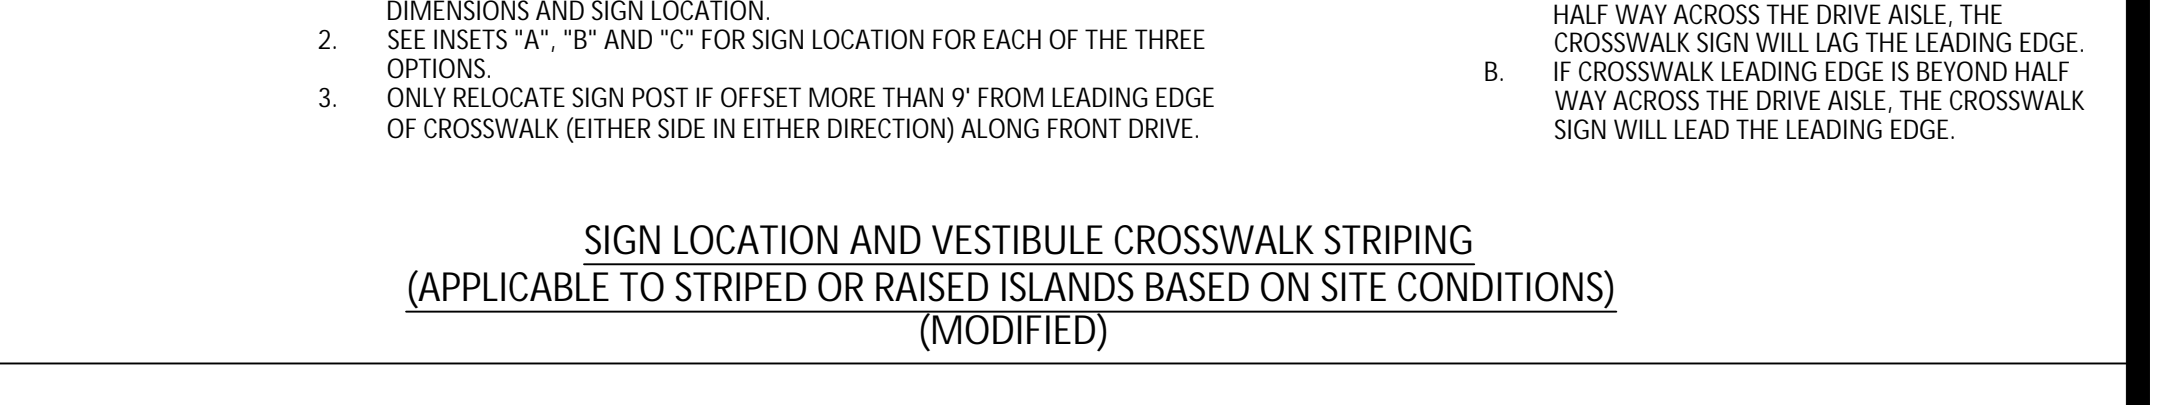 DIMENSIONS AND SIGN LOCATION.
2. SEE INSETS "A", "B" AND "C" FOR SIGN LOCATION FOR EACH OF THE THREE
OPTIONS.
3. ONLY RELOCATE SIGN POST IF OFFSET MORE THAN 9' FROM LEADING EDGE
OF CROSSWALK (EITHER SIDE IN EITHER DIRECTION) ALONG FRONT DRIVE.
HALF WAY ACROSS THE DRIVE AISLE, THE
CROSSWALK SIGN WILL LAG THE LEADING EDGE.
B. IF CROSSWALK LEADING EDGE IS BEYOND HALF
WAY ACROSS THE DRIVE AISLE, THE CROSSWALK
SIGN WILL LEAD THE LEADING EDGE.
SIGN LOCATION AND VESTIBULE CROSSWALK STRIPING
(APPLICABLE TO STRIPED OR RAISED ISLANDS BASED ON SITE CONDITIONS)
(MODIFIED)